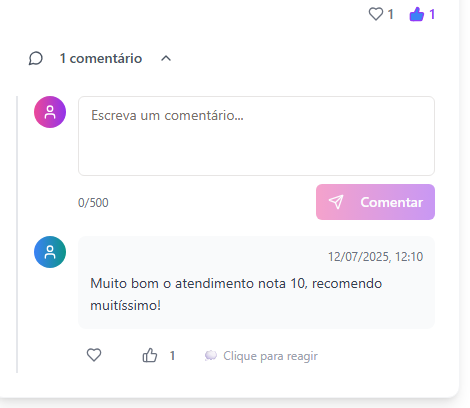 1 1
1 comentário
Escreva um comentário...
0/500 Comentar
12/07/2025, 12:10
Muito bom o atendimento nota 10, recomendo
muitíssimo!
1 Clique para reagir